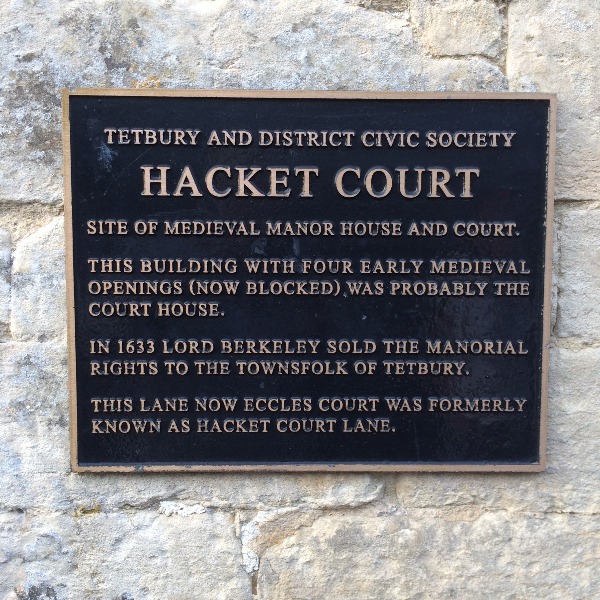 TETBURY AND DISTRICT CIVIC SOCIETY
HACKET COURT
SITE OF MEDIEVAL MANOR HOUSE AND COURT.
THIS BUILDING WITH FOUR EARLY MEDIEVAL
OPENINGS (NOW BLOCKED) WAS PROBABLY THE
COURT HOUSE.
IN 1633 LORD BERKELEY SOLD THE MANORIAL
RIGHTS TO THE TOWNSFOLK OF TETBURY.
THIS LANE NOW ECCLES COURT WAS FORMERLY
KNOWN AS HACKET COURT LANE.